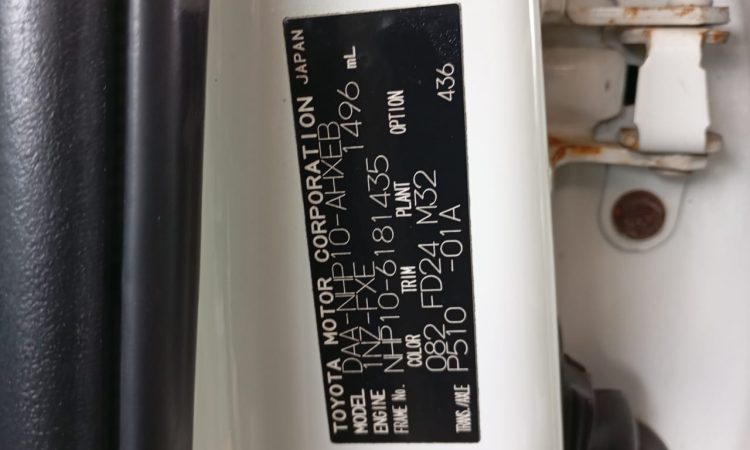 TOYOTA MOTOR CORPORATION JAPAN
MODEL DAA-NHP10-AHXEB
ENGINE 1NZ-FXE 1496 mL
FRAME No. NHP10-6181435
COLOR TRIM PLANT OPTION
082 FD24 M32
TRANS/AXLE P510 -01A 436